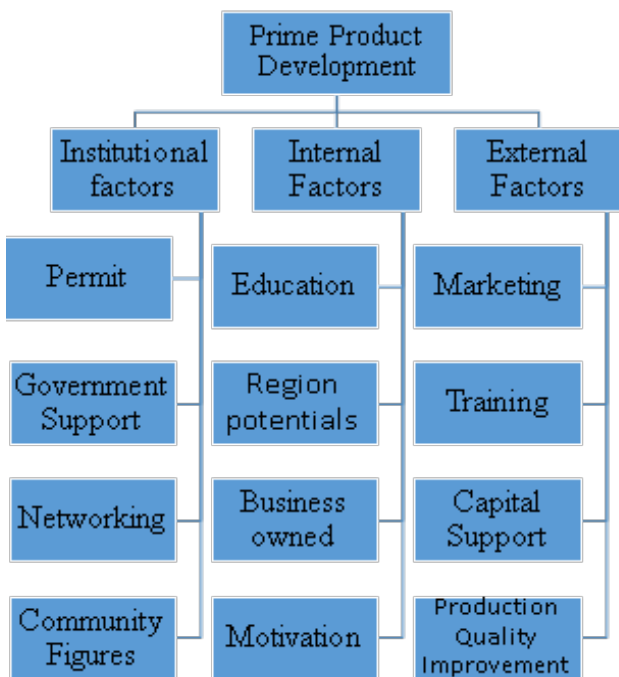 Prime Product
Development
Institutional
factors
Internal
Factors
External
Factors
Permit
Education
Marketing
Government
Support
Region
potentials
Training
Networking
Business
owned
Capital
Support
Community
Figures
Motivation
Production
Quality
Improvement